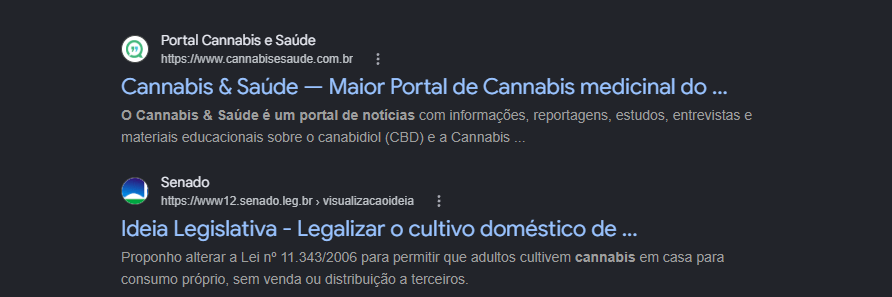 Portal Cannabis e Saúde
https://www.cannabisesaude.com.br
Cannabis & Saúde — Maior Portal de Cannabis medicinal do ...
O Cannabis & Saúde é um portal de notícias com informações, reportagens, estudos, entrevistas e
materiais educacionais sobre o canabidiol (CBD) e a Cannabis ...
Senado
https://www12.senado.leg.br › visualizacaoideia
Ideia Legislativa - Legalizar o cultivo doméstico de ...
Proponho alterar a Lei nº 11.343/2006 para permitir que adultos cultivem cannabis em casa para
consumo próprio, sem venda ou distribuição a terceiros.